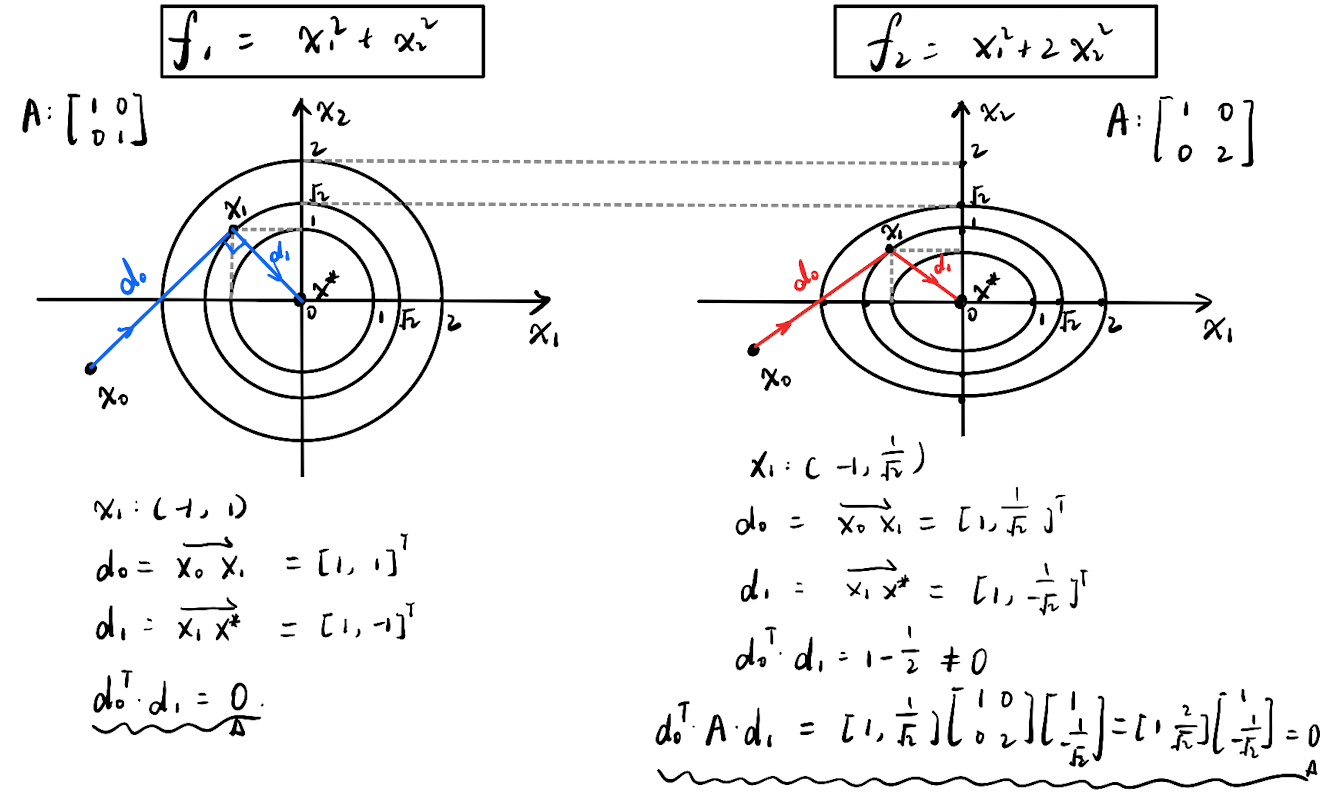 f₁ = x₁² + x₂²
A: [1 0; 0 1]
x₂
2
√2
1
x₁
d₀
d₁
x*
0
1
√2
2
x₁
x₀
x₁: (-1, 1)
d₀ = x₀x₁→ = [1, 1]ᵀ
d₁ = x₁x*→ = [1, -1]ᵀ
d₀ᵀ·d₁ = 0
f₂ = x₁² + 2x₂²
A: [1 0; 0 2]
x₂
2
√2
1
x₁
d₀
d₁
x*
0
1
√2
2
x₁
x₀
x₁: (-1, 1/√2)
d₀ = x₀x₁→ = [1, 1/√2]ᵀ
d₁ = x₁x*→ = [1, -1/√2]ᵀ
d₀ᵀ·d₁ = 1 - 1/2 ≠ 0
d₀ᵀ·A·d₁ = [1, 1/√2] [1 0; 0 2] [1; -1/√2] = [1 2/√2] [1; -1/√2] = 0